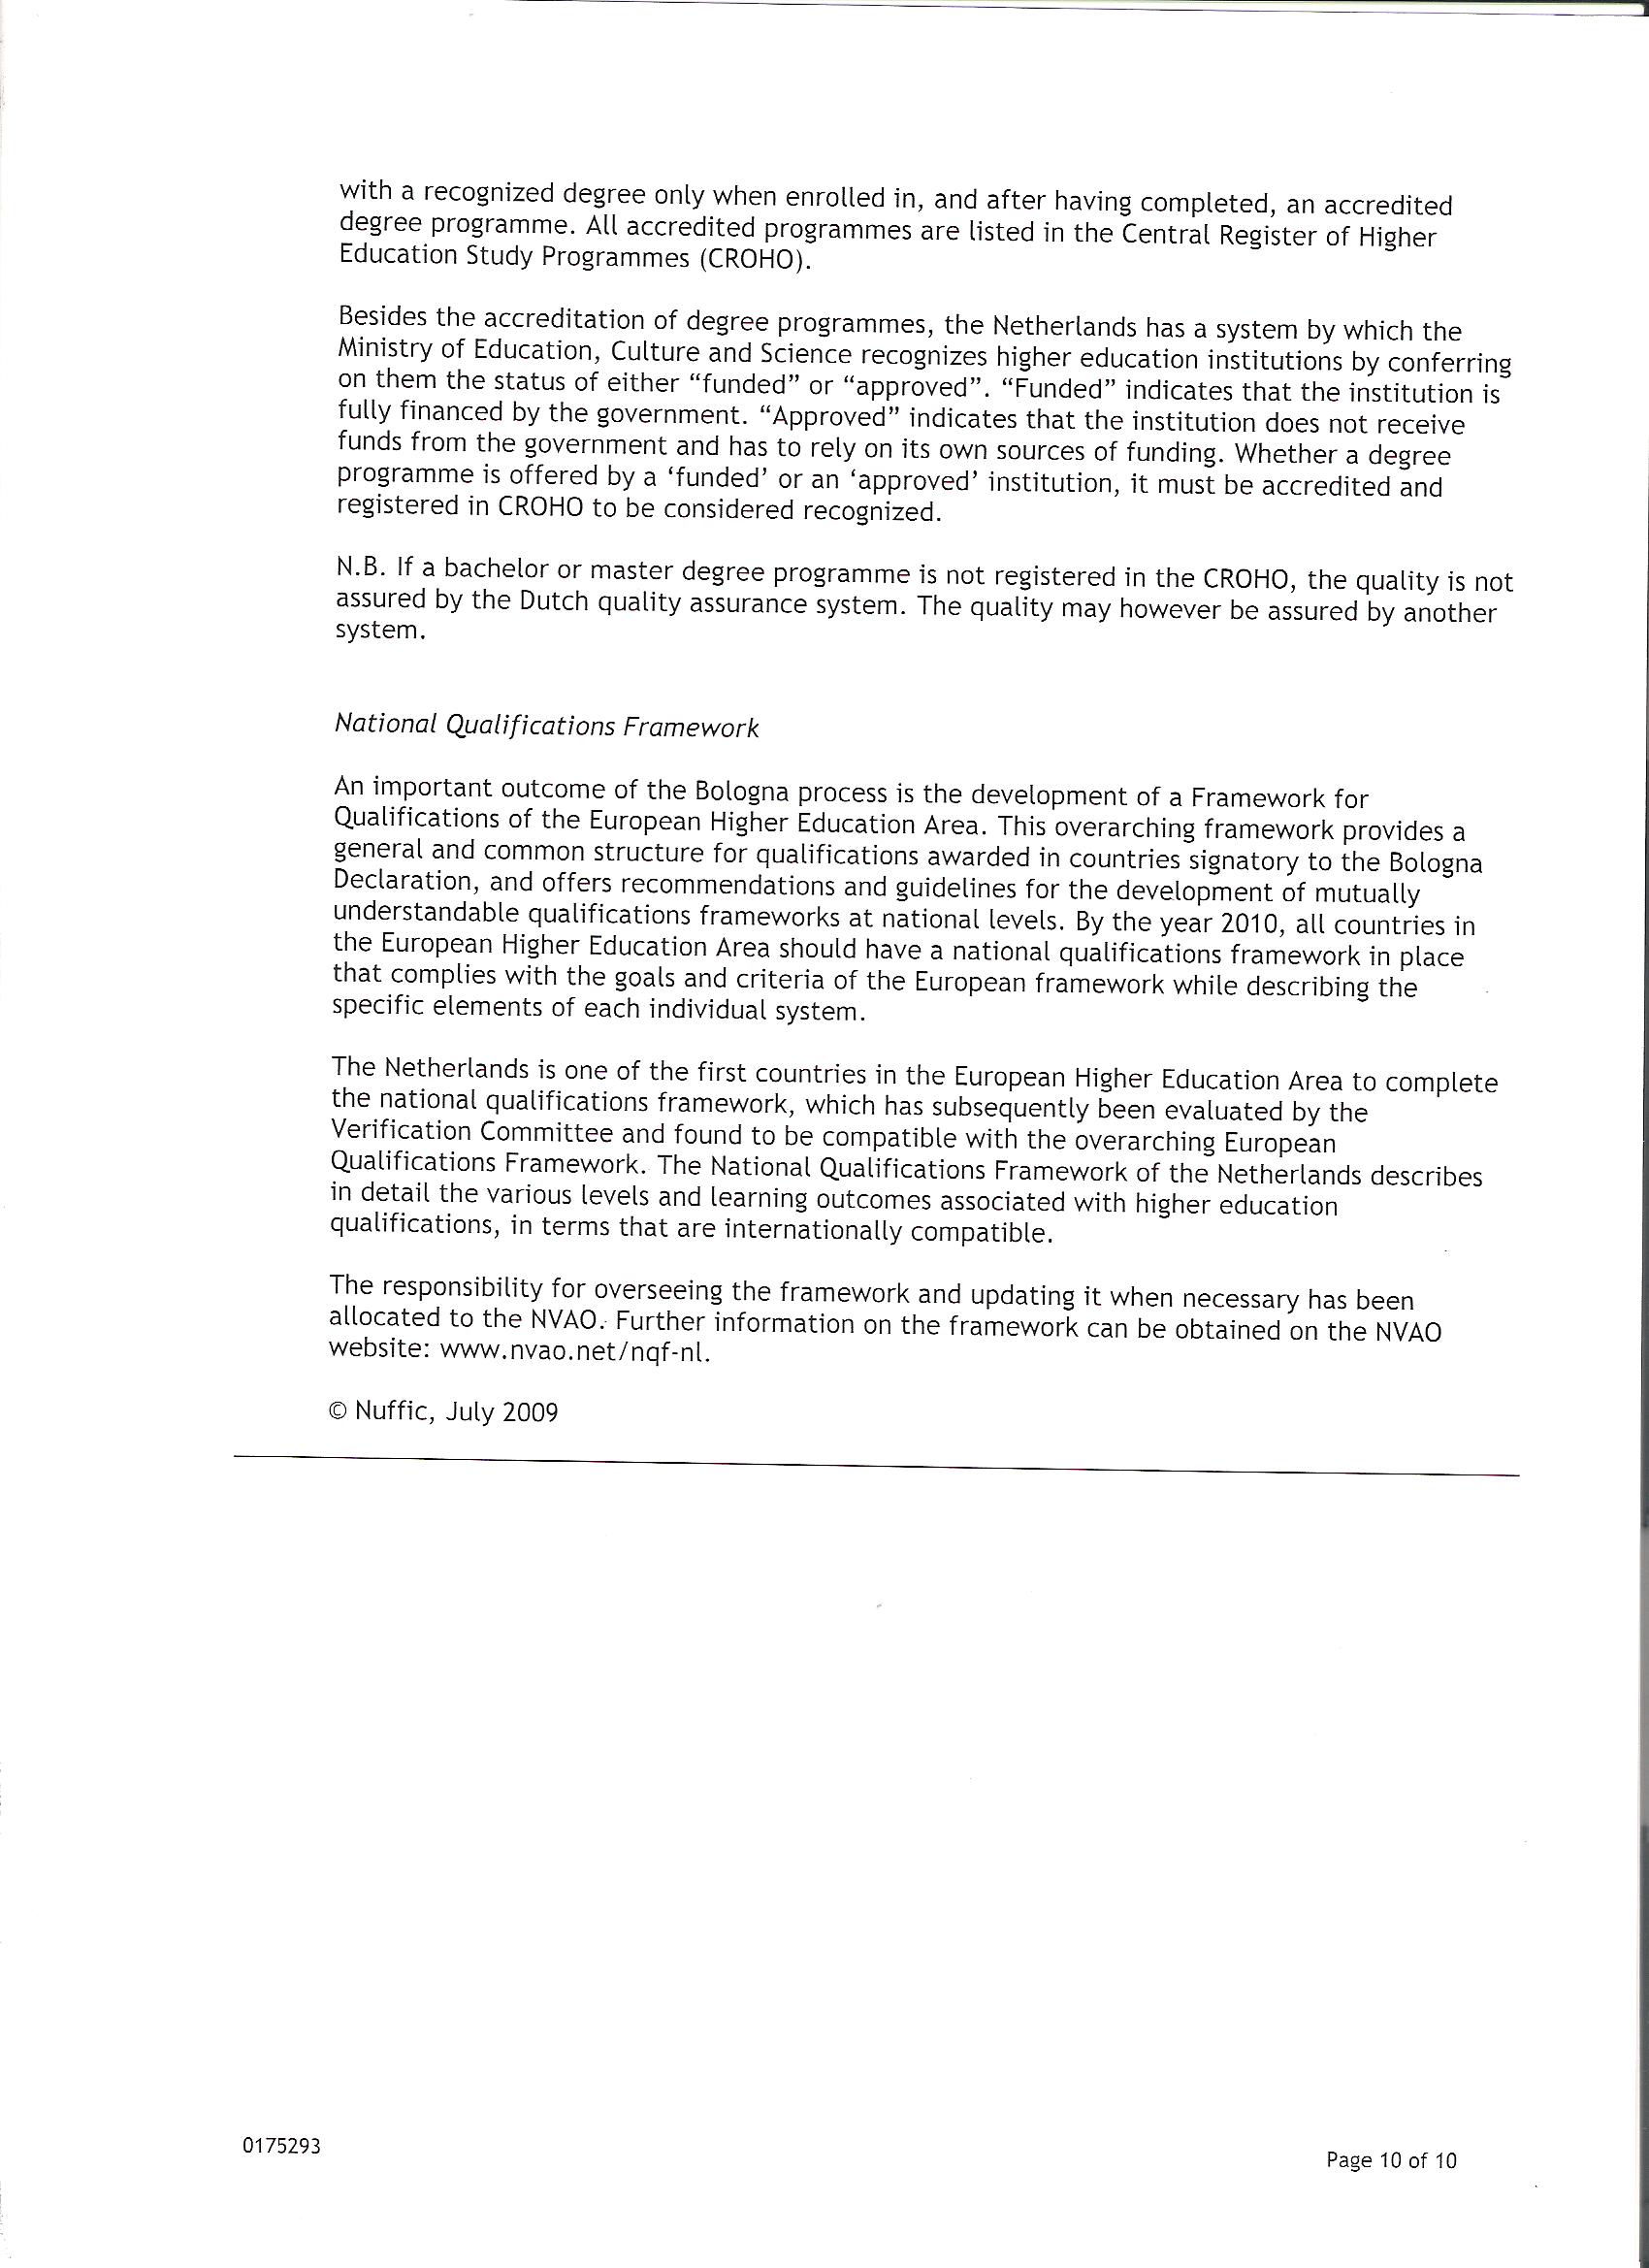 with a recognized degree only when enrolled in, and after having completed, an accredited
degree programme. All accredited programmes are listed in the Central Register of Higher
Education Study Programmes (CROHO).
Besides the accreditation of degree programmes, the Netherlands has a system by which the
Ministry of Education, Culture and Science recognizes higher education institutions by conferring
on them the status of either “funded” or “approved”. “Funded” indicates that the institution is
fully financed by the government. “Approved” indicates that the institution does not receive
funds from the government and has to rely on its own sources of funding. Whether a degree
programme is offered by a ‘funded’ or an ‘approved’ institution, it must be accredited and
registered in CROHO to be considered recognized.
N.B. If a bachelor or master degree programme is not registered in the CROHO, the quality is not
assured by the Dutch quality assurance system. The quality may however be assured by another
system.
National Qualifications Framework
An important outcome of the Bologna process is the development of a Framework for
Qualifications of the European Higher Education Area. This overarching framework provides a
general and common structure for qualifications awarded in countries signatory to the Bologna
Declaration, and offers recommendations and guidelines for the development of mutually
understandable qualifications frameworks at national levels. By the year 2010, all countries in
the European Higher Education Area should have a national qualifications framework in place
that complies with the goals and criteria of the European framework while describing the
specific elements of each individual system.
The Netherlands is one of the first countries in the European Higher Education Area to complete
the national qualifications framework, which has subsequently been evaluated by the
Verification Committee and found to be compatible with the overarching European
Qualifications Framework. The National Qualifications Framework of the Netherlands describes
in detail the various levels and learning outcomes associated with higher education
qualifications, in terms that are internationally compatible.
The responsibility for overseeing the framework and updating it when necessary has been
allocated to the NVAO. Further information on the framework can be obtained on the NVAO
website: www.nvao.net/nqf-nl.
© Nuffic, July 2009
0175293
Page 10 of 10